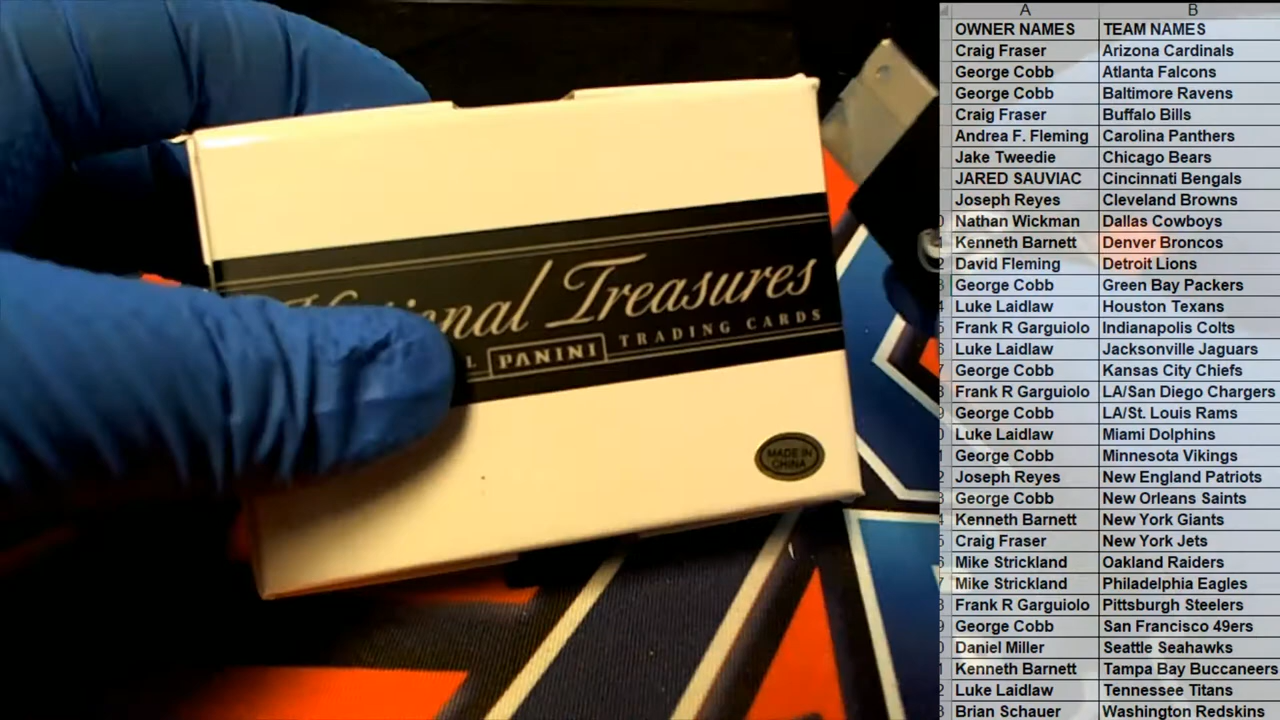 National Treasures
PANINI TRADING CARDS
MADE IN
CHINA
A B
OWNER NAMES TEAM NAMES
Craig Fraser Arizona Cardinals
George Cobb Atlanta Falcons
George Cobb Baltimore Ravens
Craig Fraser Buffalo Bills
Andrea F. Fleming Carolina Panthers
Jake Tweedie Chicago Bears
JARED SAUVIAC Cincinnati Bengals
Joseph Reyes Cleveland Browns
Nathan Wickman Dallas Cowboys
Kenneth Barnett Denver Broncos
David Fleming Detroit Lions
George Cobb Green Bay Packers
Luke Laidlaw Houston Texans
Frank R Garguiolo Indianapolis Colts
Luke Laidlaw Jacksonville Jaguars
George Cobb Kansas City Chiefs
Frank R Garguiolo LA/San Diego Chargers
George Cobb LA/St. Louis Rams
Luke Laidlaw Miami Dolphins
George Cobb Minnesota Vikings
Joseph Reyes New England Patriots
George Cobb New Orleans Saints
Kenneth Barnett New York Giants
Craig Fraser New York Jets
Mike Strickland Oakland Raiders
Mike Strickland Philadelphia Eagles
Frank R Garguiolo Pittsburgh Steelers
George Cobb San Francisco 49ers
Daniel Miller Seattle Seahawks
Kenneth Barnett Tampa Bay Buccaneers
Luke Laidlaw Tennessee Titans
Brian Schauer Washington Redskins